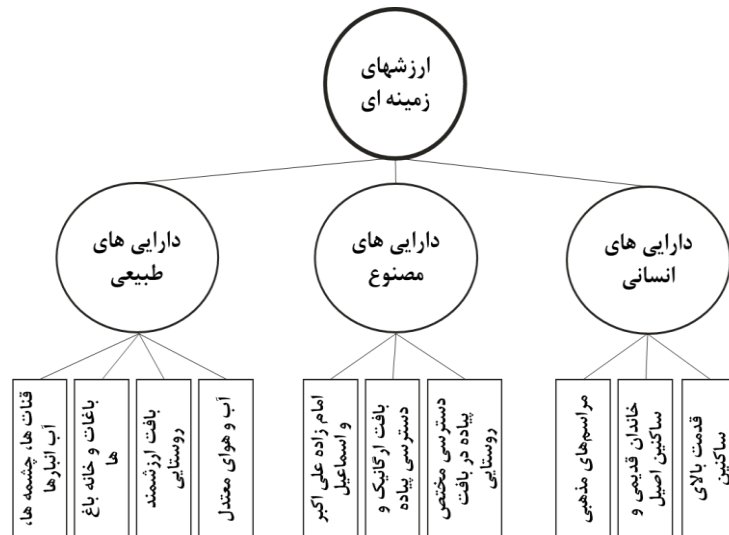 ارزشهای
زمینه ای
دارایی های
انسانی
دارایی های
مصنوع
دارایی های
طبیعی
قدمت بالای
ساکنین
خاندان قدیمی و
ساکنین اصیل
مراسم‌های مذهبی
دسترسی مختص
پیاده در بافت
روستایی
بافت ارگانیک و
دسترسی پیاده
امام زاده علی اکبر
و اسماعیل
آب و هوای معتدل
بافت ارزشمند
روستایی
باغات و خانه باغ
ها
قنات ها، چشمه ها،
آب انبارها